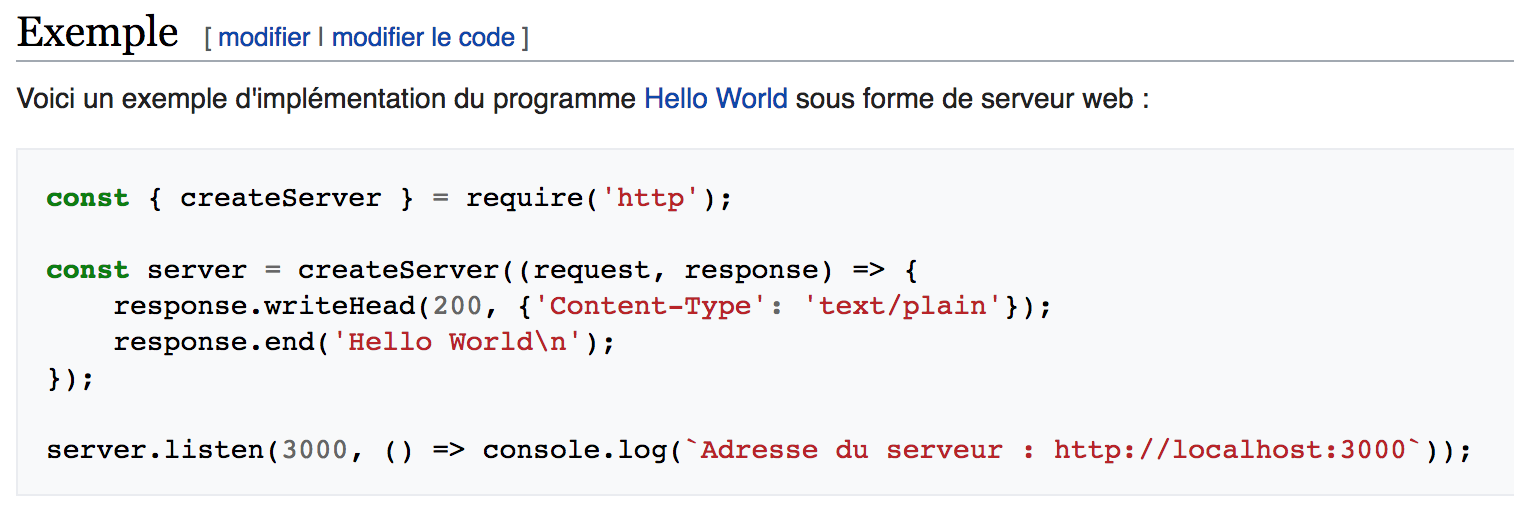 Exemple [ modifier | modifier le code ]
Voici un exemple d'implémentation du programme Hello World sous forme de serveur web :
const { createServer } = require('http');
const server = createServer((request, response) => {
    response.writeHead(200, {'Content-Type': 'text/plain'});
    response.end('Hello World\n');
});
server.listen(3000, () => console.log(`Adresse du serveur : http://localhost:3000`));